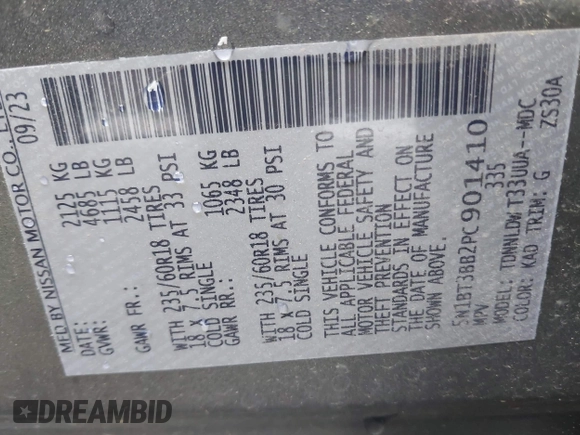 MFD BY NISSAN MOTOR CO., LTD.
DATE: 09/23
GVWR: 2125 KG
4685 LB
GAWR FR.: 1115 KG
2458 LB
WITH 235/60R18 TIRES
18 x 7.5 RIMS AT 33 PSI
COLD SINGLE
GAWR RR.: 1065 KG
2348 LB
WITH 235/60R18 TIRES
18 x 7.5 RIMS AT 30 PSI
COLD SINGLE
THIS VEHICLE CONFORMS TO
ALL APPLICABLE FEDERAL
MOTOR VEHICLE SAFETY AND
THEFT PREVENTION
STANDARDS IN EFFECT ON
THE DATE OF MANUFACTURE
SHOWN ABOVE.
5N1BT3BB2PC901410
MPV 335
MODEL: TDWNLDW T33UUA--MDC
COLOR: KAD TRIM: G ZS30A
DREAMBID